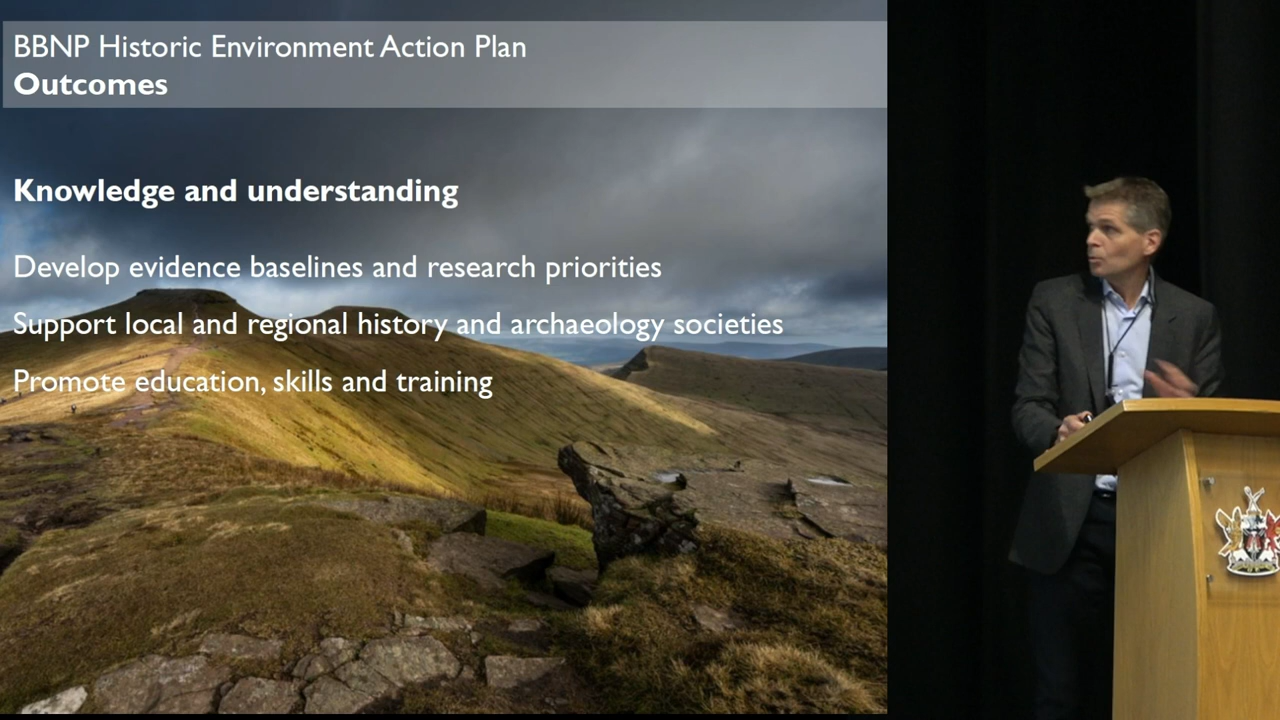 BBNP Historic Environment Action Plan
Outcomes
Knowledge and understanding
Develop evidence baselines and research priorities
Support local and regional history and archaeology societies
Promote education, skills and training